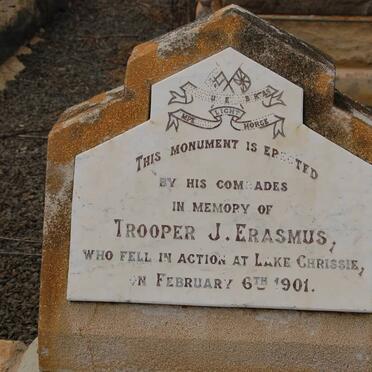 LIGHT
HORSE
THIS MONUMENT IS ERECTED
BY HIS COMRADES
IN MEMORY OF
TROOPER J. ERASMUS,
WHO FELL IN ACTION AT LAKE CHRISSIE,
ON FEBRUARY 6TH 1901.